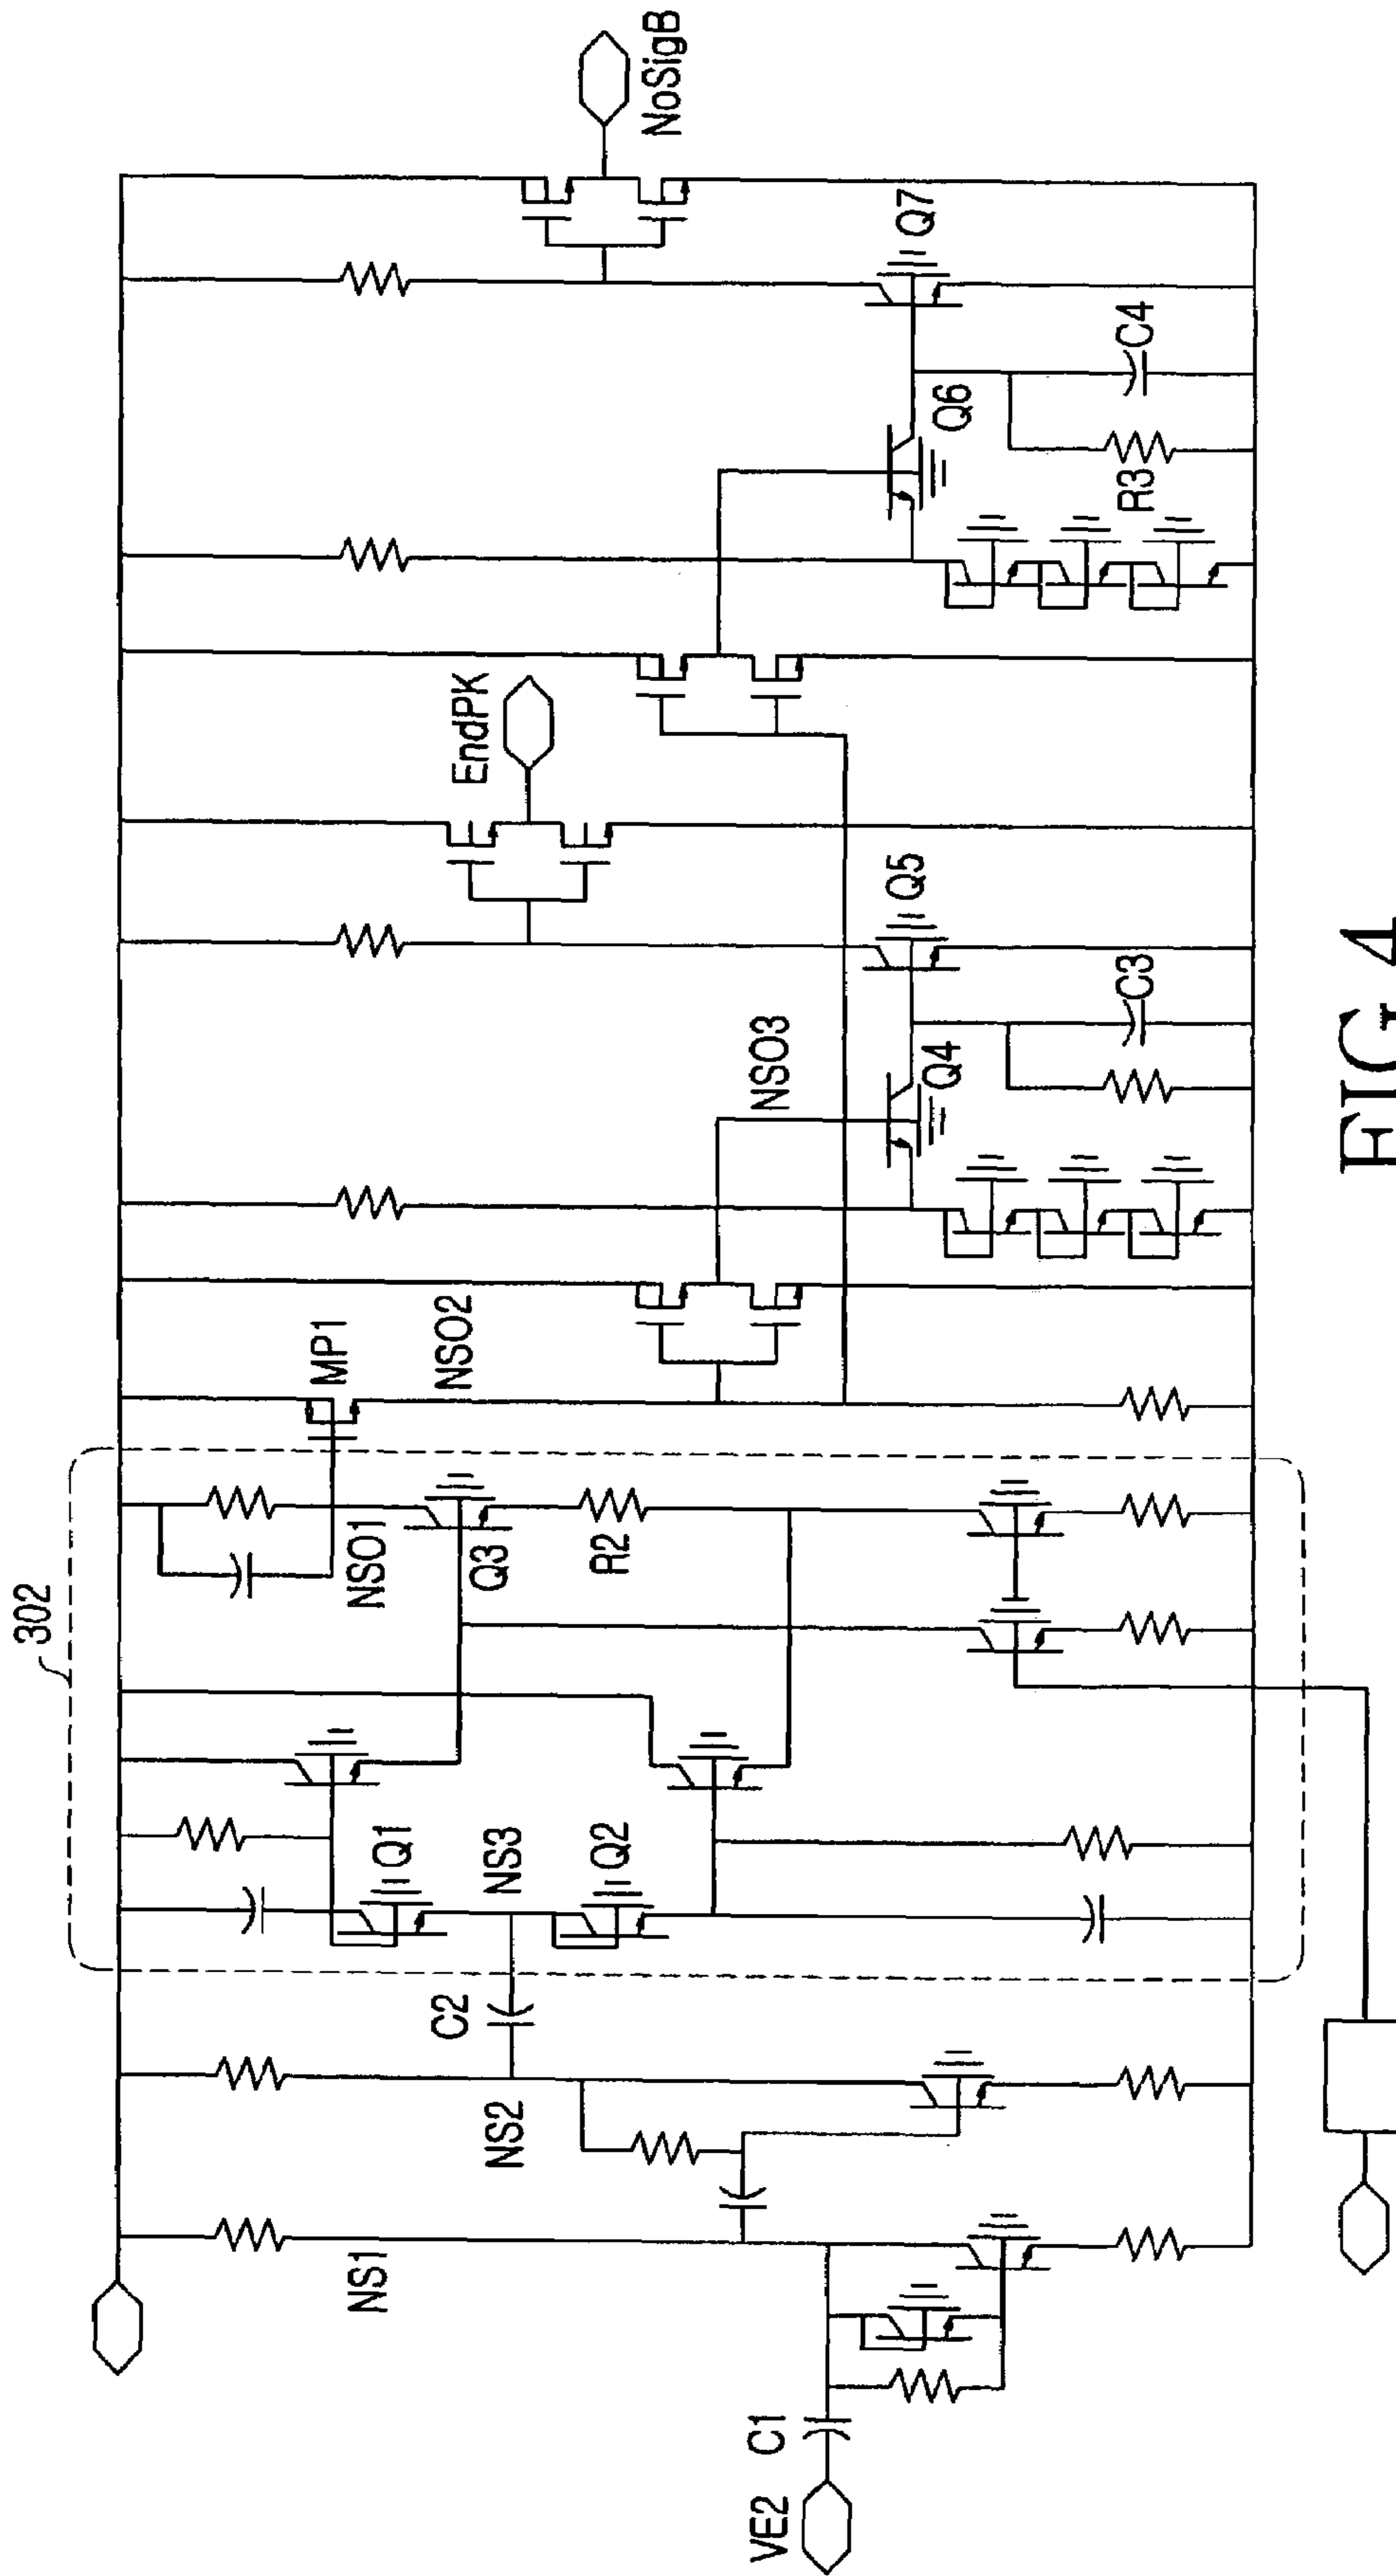 302
NoSigB
EndPK
MP1
NSO2
NSO1
Q3
R2
Q1
NS3
Q2
C2
NS2
NS1
VE2
C1
NSO3
Q4
Q5
C3
Q6
Q7
R3
C4
FIG. 4